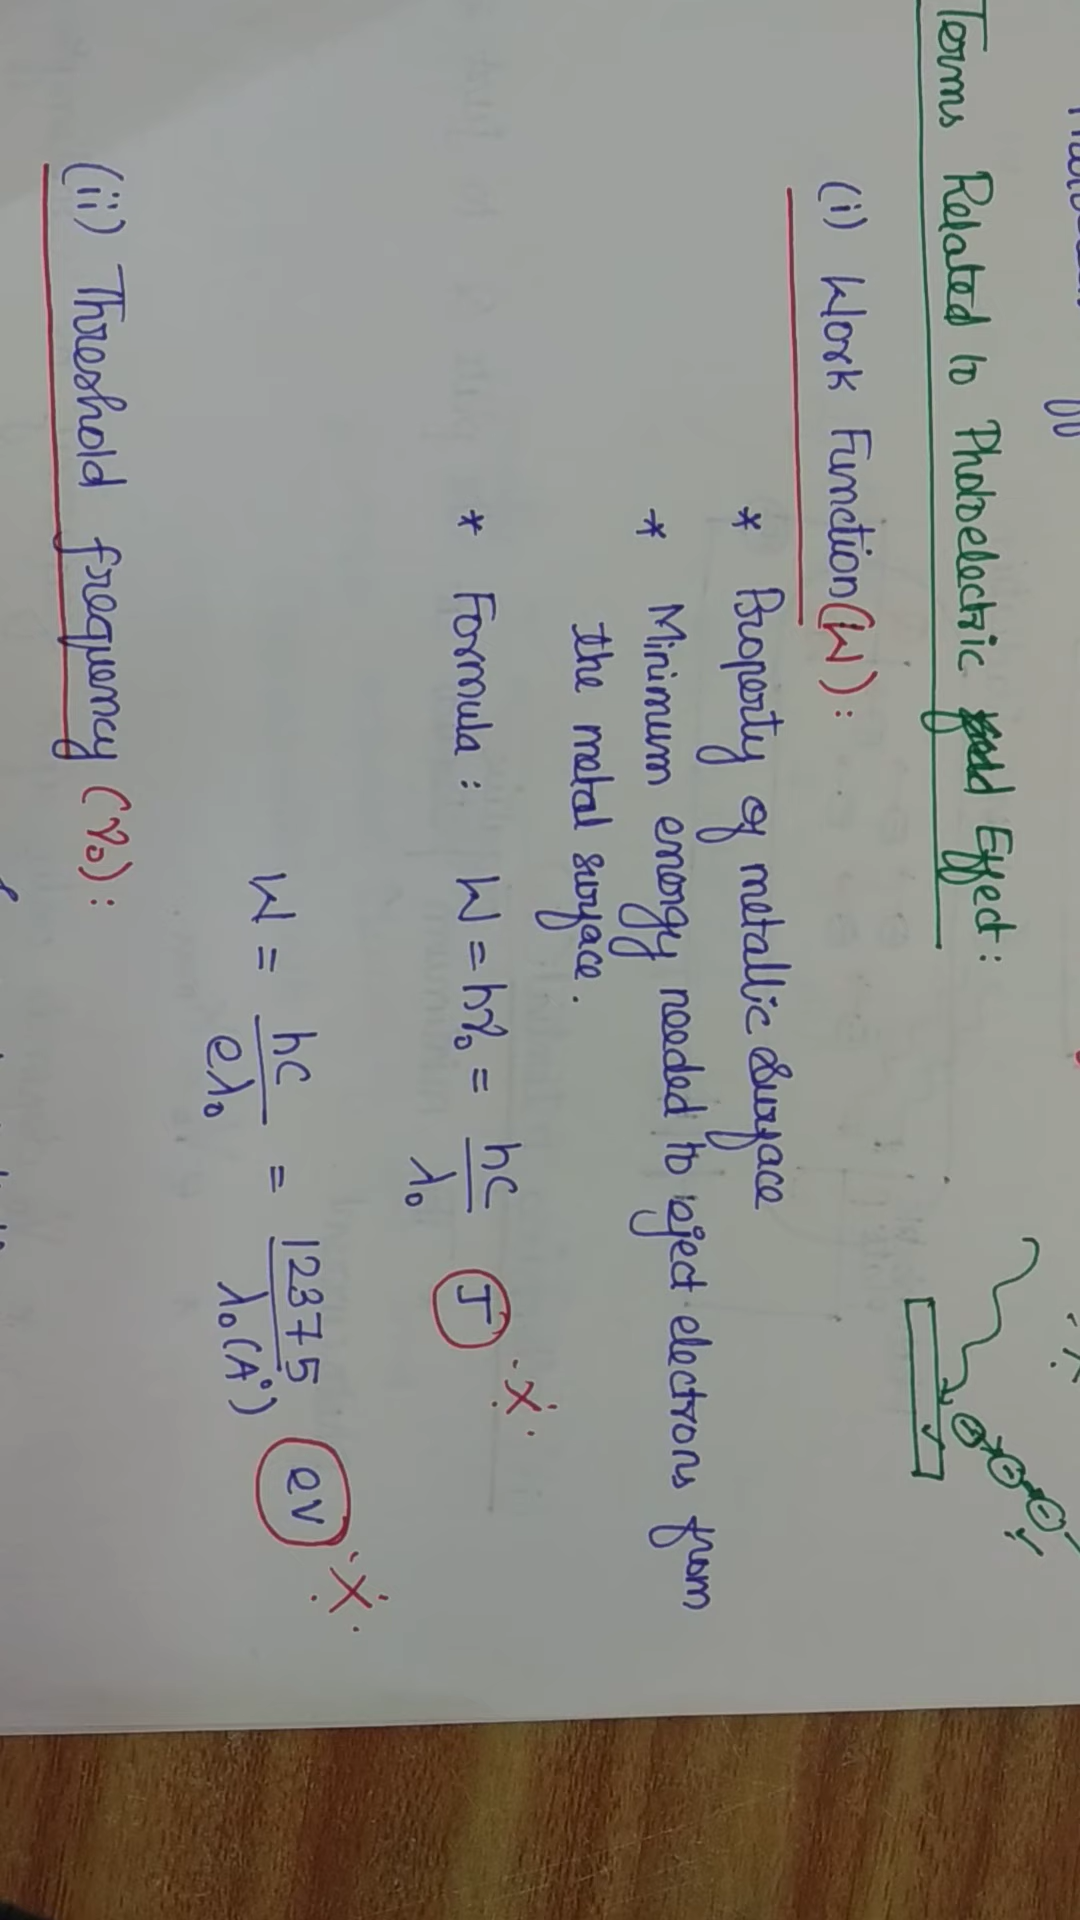 Terms Related to Photoelectric Effect:
(i) Work Function(W):
* Property of metallic surface
* Minimum energy needed to eject electrons from
the metal surface.
* Formula: W = hν₀ = hc/λ₀ J
W = hc/eλ₀ = 12375/λ₀(A°) eV
(ii) Threshold frequency (ν₀):